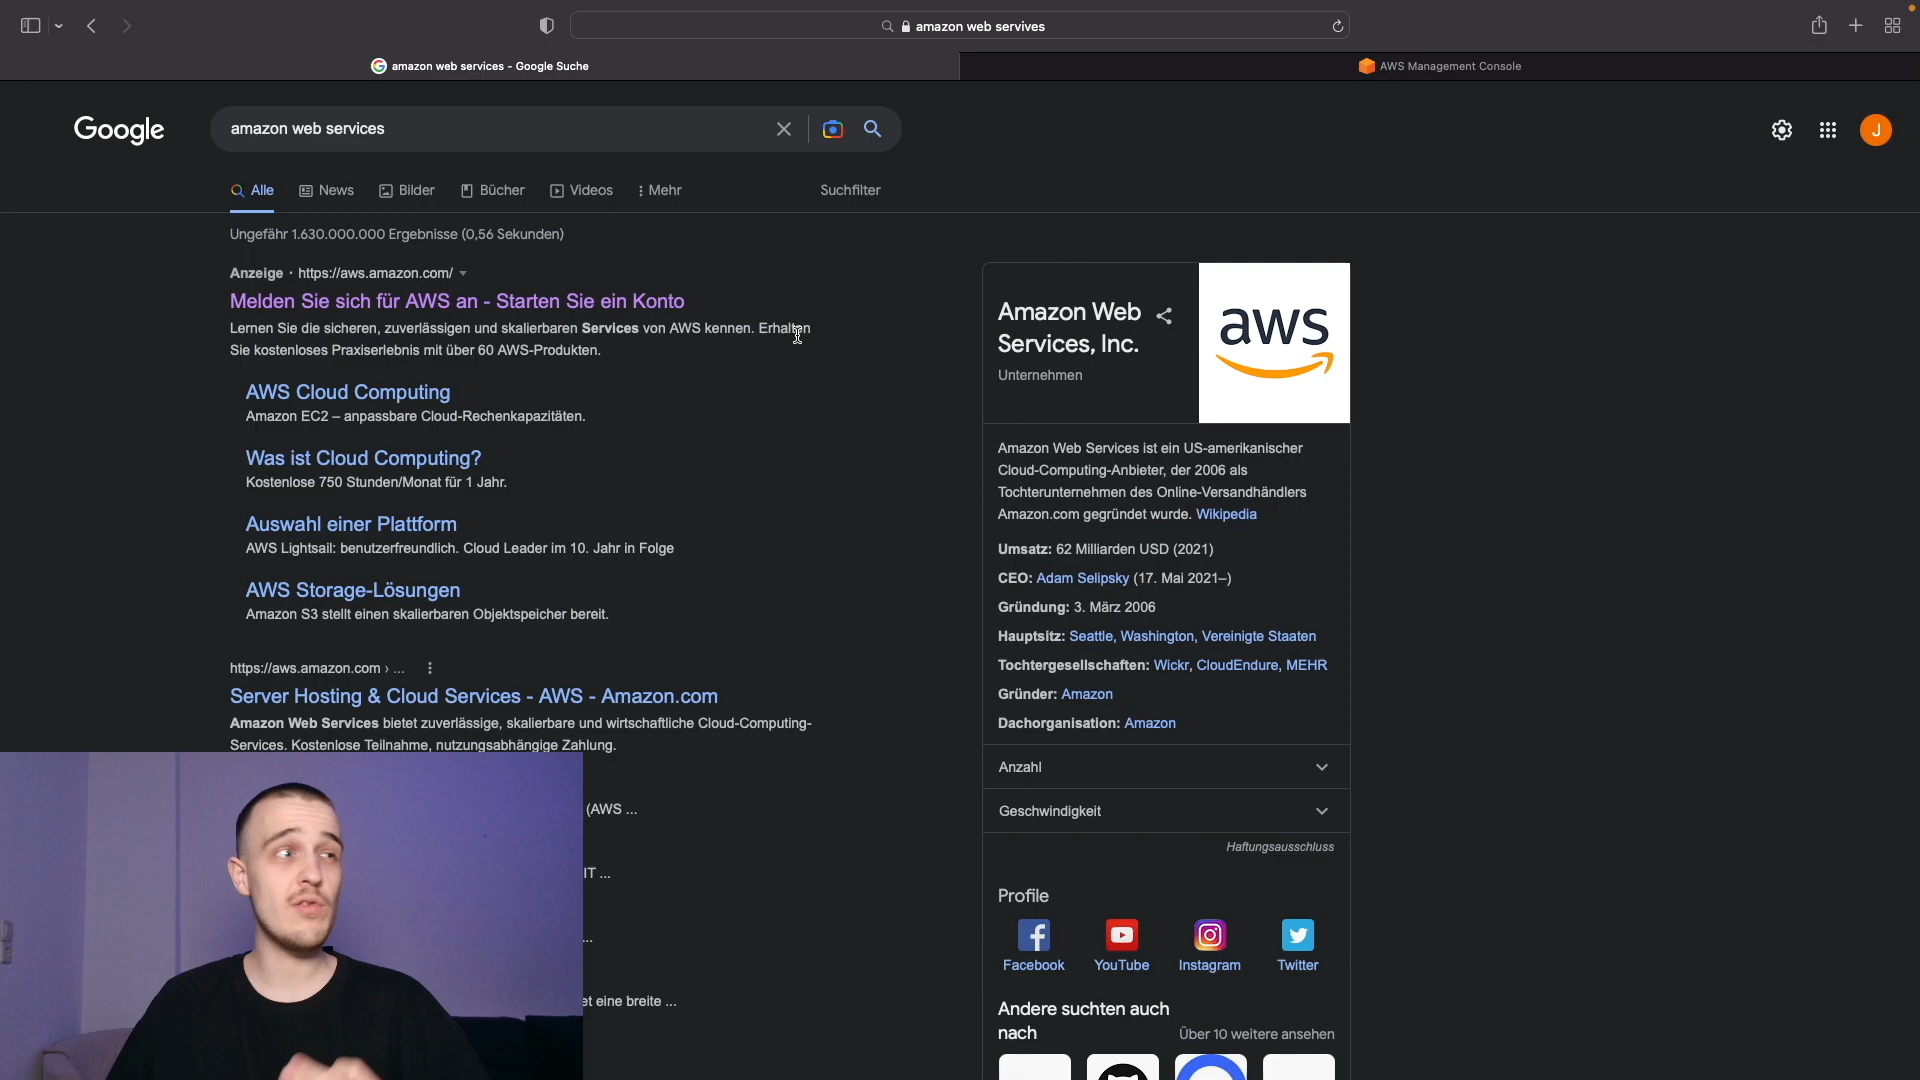 amazon web servives
amazon web services - Google Suche
AWS Management Console
Google
amazon web services
J
Alle
News
Bilder
Bücher
Videos
Mehr
Suchfilter
Ungefähr 1.630.000.000 Ergebnisse (0,56 Sekunden)
Anzeige · https://aws.amazon.com/
Melden Sie sich für AWS an - Starten Sie ein Konto
Lernen Sie die sicheren, zuverlässigen und skalierbaren Services von AWS kennen. Erhalten
Sie kostenloses Praxiserlebnis mit über 60 AWS-Produkten.
AWS Cloud Computing
Amazon EC2 – anpassbare Cloud-Rechenkapazitäten.
Was ist Cloud Computing?
Kostenlose 750 Stunden/Monat für 1 Jahr.
Auswahl einer Plattform
AWS Lightsail: benutzerfreundlich. Cloud Leader im 10. Jahr in Folge
AWS Storage-Lösungen
Amazon S3 stellt einen skalierbaren Objektspeicher bereit.
https://aws.amazon.com › ...
Server Hosting & Cloud Services - AWS - Amazon.com
Amazon Web Services bietet zuverlässige, skalierbare und wirtschaftliche Cloud-Computing-
Services. Kostenlose Teilnahme, nutzungsabhängige Zahlung.
(AWS ...
IT ...
...
et eine breite ...
Amazon Web
Services, Inc.
Unternehmen
aws
Amazon Web Services ist ein US-amerikanischer
Cloud-Computing-Anbieter, der 2006 als
Tochterunternehmen des Online-Versandhändlers
Amazon.com gegründet wurde. Wikipedia
Umsatz: 62 Milliarden USD (2021)
CEO: Adam Selipsky (17. Mai 2021–)
Gründung: 3. März 2006
Hauptsitz: Seattle, Washington, Vereinigte Staaten
Tochtergesellschaften: Wickr, CloudEndure, MEHR
Gründer: Amazon
Dachorganisation: Amazon
Anzahl
Geschwindigkeit
Haftungsausschluss
Profile
Facebook
YouTube
Instagram
Twitter
Andere suchten auch
nach
Über 10 weitere ansehen